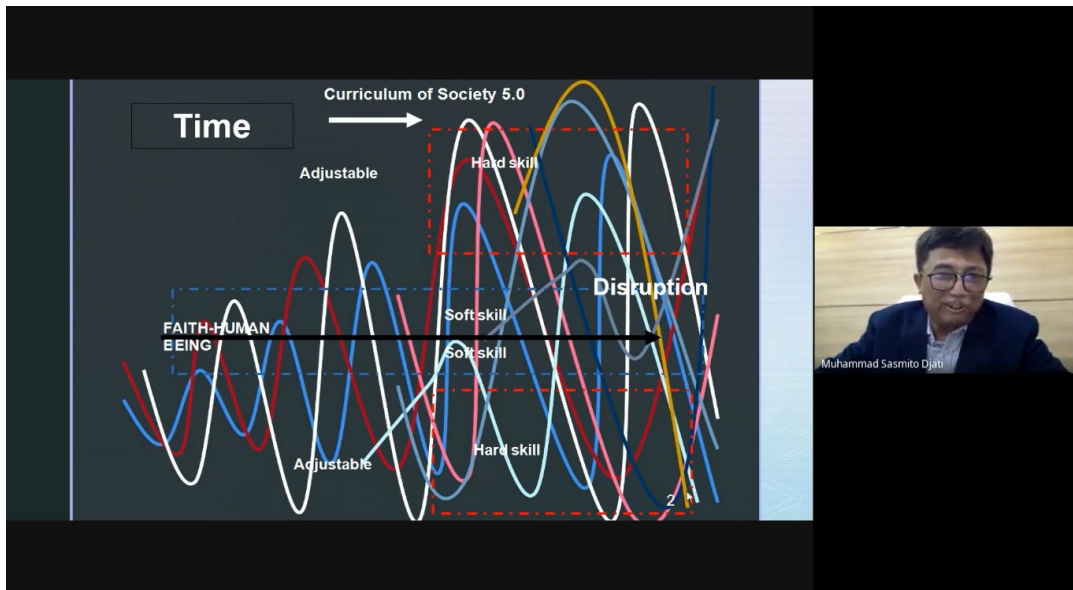 Curriculum of Society 5.0
Time
Adjustable
Hard skill
Disruption
Soft skill
FAITH-HUMAN
BEING
Soft skill
Adjustable
Hard skill
2
Muhammad Sasmito Djati